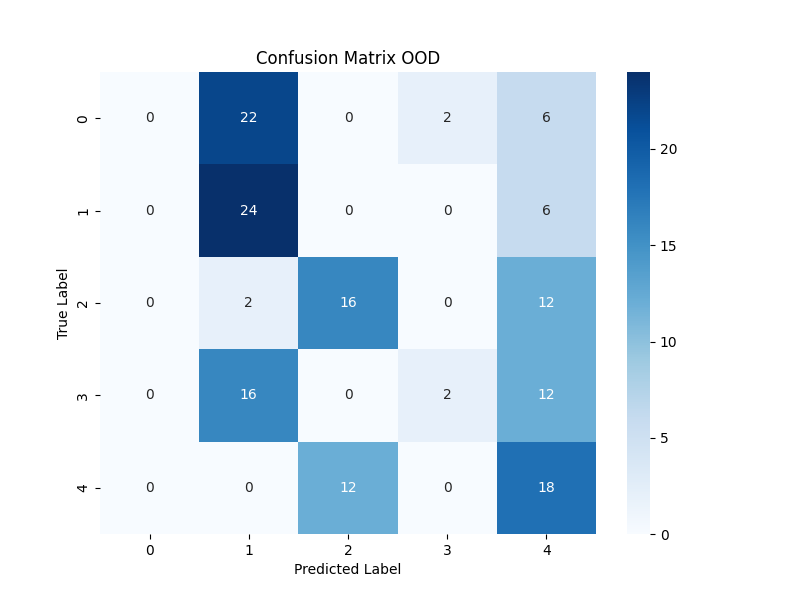 Confusion Matrix OOD
0 0 22 0 2 6
1 0 24 0 0 6
2 0 2 16 0 12
3 0 16 0 2 12
4 0 0 12 0 18
0 1 2 3 4
Predicted Label
True Label
20
15
10
5
0